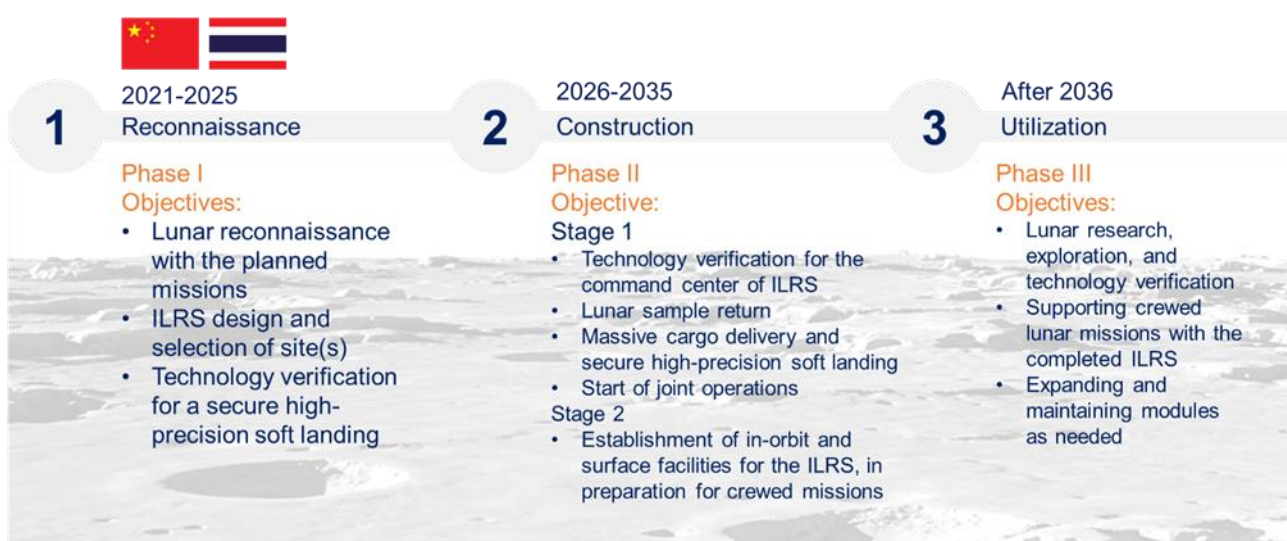 1
2021-2025
Reconnaissance
Phase I
Objectives:
• Lunar reconnaissance
with the planned
missions
• ILRS design and
selection of site(s)
• Technology verification
for a secure high-
precision soft landing
2
2026-2035
Construction
Phase II
Objective:
Stage 1
• Technology verification for the
command center of ILRS
• Lunar sample return
• Massive cargo delivery and
secure high-precision soft landing
• Start of joint operations
Stage 2
• Establishment of in-orbit and
surface facilities for the ILRS, in
preparation for crewed missions
3
After 2036
Utilization
Phase III
Objectives:
• Lunar research,
exploration, and
technology verification
• Supporting crewed
lunar missions with the
completed ILRS
• Expanding and
maintaining modules
as needed